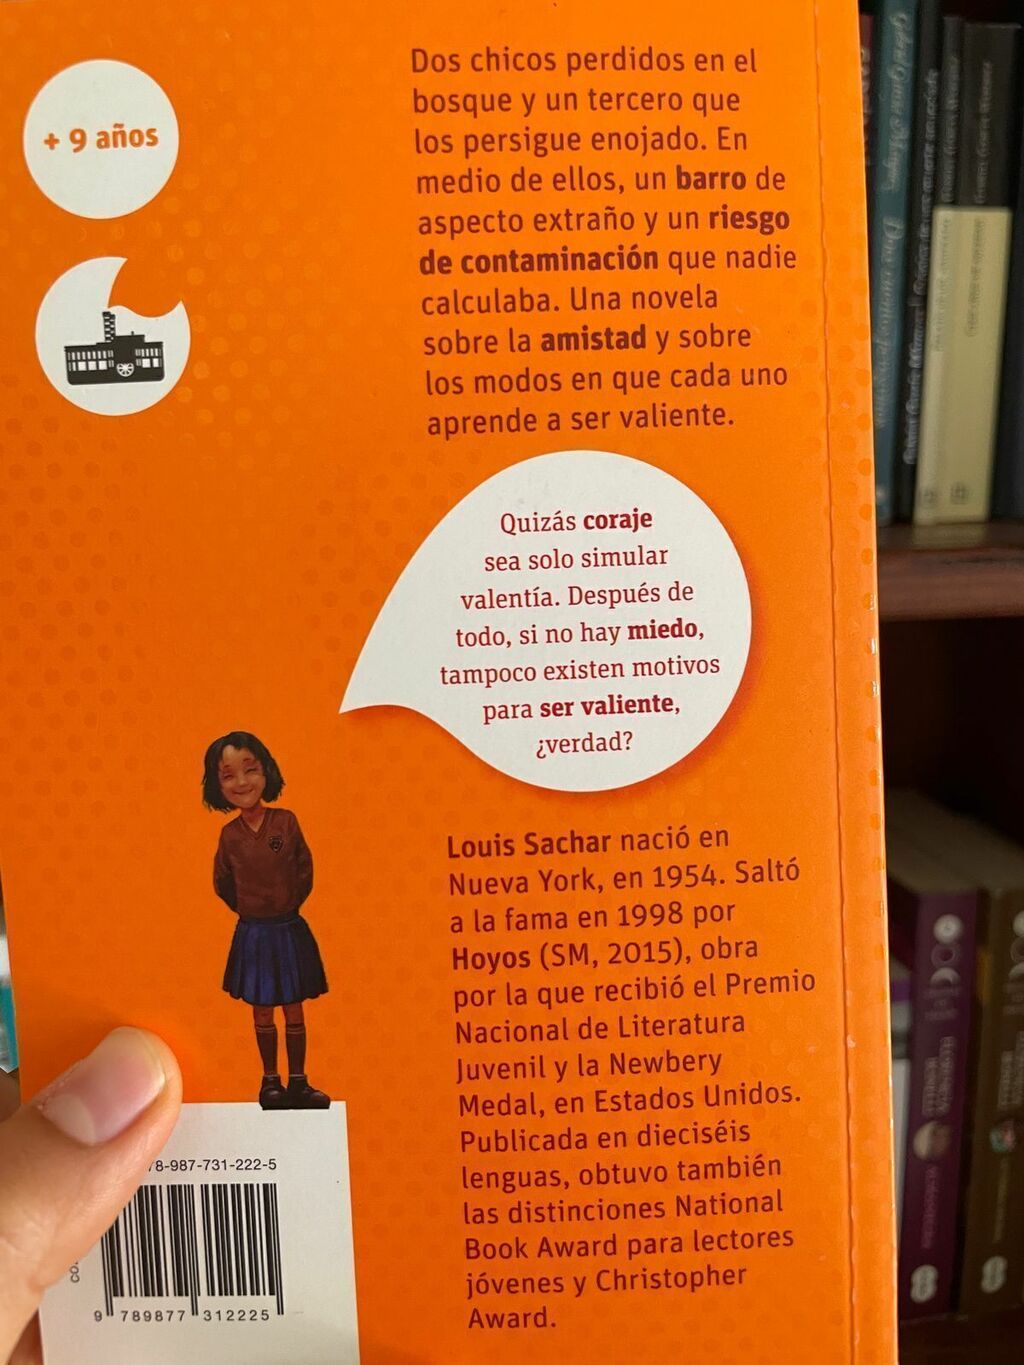 + 9 años
Dos chicos perdidos en el
bosque y un tercero que
los persigue enojado. En
medio de ellos, un barro de
aspecto extraño y un riesgo
de contaminación que nadie
calculaba. Una novela
sobre la amistad y sobre
los modos en que cada uno
aprende a ser valiente.
Quizás coraje
sea solo simular
valentía. Después de
todo, si no hay miedo,
tampoco existen motivos
para ser valiente,
¿verdad?
Louis Sachar nació en
Nueva York, en 1954. Saltó
a la fama en 1998 por
Hoyos (SM, 2015), obra
por la que recibió el Premio
Nacional de Literatura
Juvenil y la Newbery
Medal, en Estados Unidos.
Publicada en dieciséis
lenguas, obtuvo también
las distinciones National
Book Award para lectores
jóvenes y Christopher
Award.
78-987-731-222-5
9 789877 312225